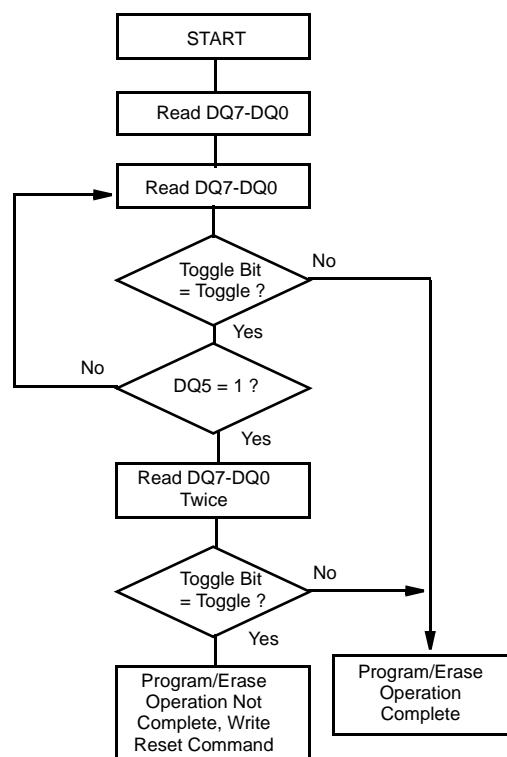 START
Read DQ7-DQ0
Read DQ7-DQ0
Toggle Bit
= Toggle ?
No
Yes
No
DQ5 = 1 ?
Yes
Read DQ7-DQ0
Twice
Toggle Bit
= Toggle ?
No
Yes
Program/Erase
Operation Not
Complete, Write
Reset Command
Program/Erase
Operation
Complete